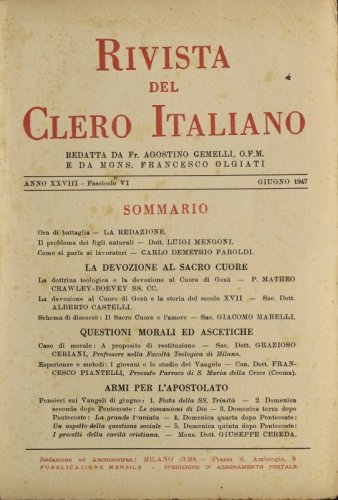 RIVISTA
DEL
CLERO ITALIANO
REDATTA DA Fr. AGOSTINO GEMELLI, O.F.M.
E DA MONS. FRANCESCO OLGIATI
ANNO XXVIII - Fascicolo VI GIUGNO 1947
SOMMARIO
Ora di battaglia — LA REDAZIONE.
Il problema dei figli naturali — Dott. LUIGI MENGONI.
Come si parla ai lavoratori — CARLO DEMETRIO FAROLDI.
LA DEVOZIONE AL SACRO CUORE
La dottrina teologica e la devozione al Cuore di Gesù — P. MATHEO
CRAWLEY-BOEVEY SS. CC.
La devozione al Cuore di Gesù e la storia del secolo XVII — Sac. Dott.
ALBERTO CASTELLI.
Schema di discorsi: Il Sacro Cuore e l'amore — Sac. GIACOMO MARELLI.
QUESTIONI MORALI ED ASCETICHE
Caso di morale: A proposito di restituzione — Sac. Dott. GRAZIOSO
CERIANI, Professore nella Facoltà Teologica di Milano.
Esperienze e metodi: I giovani e lo studio del Vangelo — Can. Dott. FRAN-
CESCO PIANTELLI, Prevosto Parroco di S. Maria della Croce (Crema).
ARMI PER L'APOSTOLATO
Pensieri sui Vangeli di giugno: 1. Festa della SS. Trinità — 2. Domenica
seconda dopo Pentecoste: Le comunioni di Dio — 3. Domenica terza dopo
Pentecoste: La grande traviata — 4. Domenica quarta dopo Pentecoste:
Un aspetto della questione sociale — 5. Domenica quinta dopo Pentecoste:
I precetti della carità cristiana. — Mons. Dott. GIUSEPPE CEREDA.
Redazione ed Amministraz.: MILANO (3/20) - Piazza S. Ambrogio, 9
PUBBLICAZIONE MENSILE - SPEDIZIONE IN ABBONAMENTO POSTALE